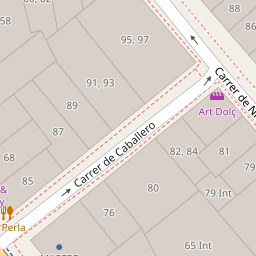 88
86
95, 97
91, 93
89
87
68
85
Carrer de Caballero
Carrer de N
Art Dolç
82, 84
81
80
79 Int
79
76
65 Int
&
y
Perla